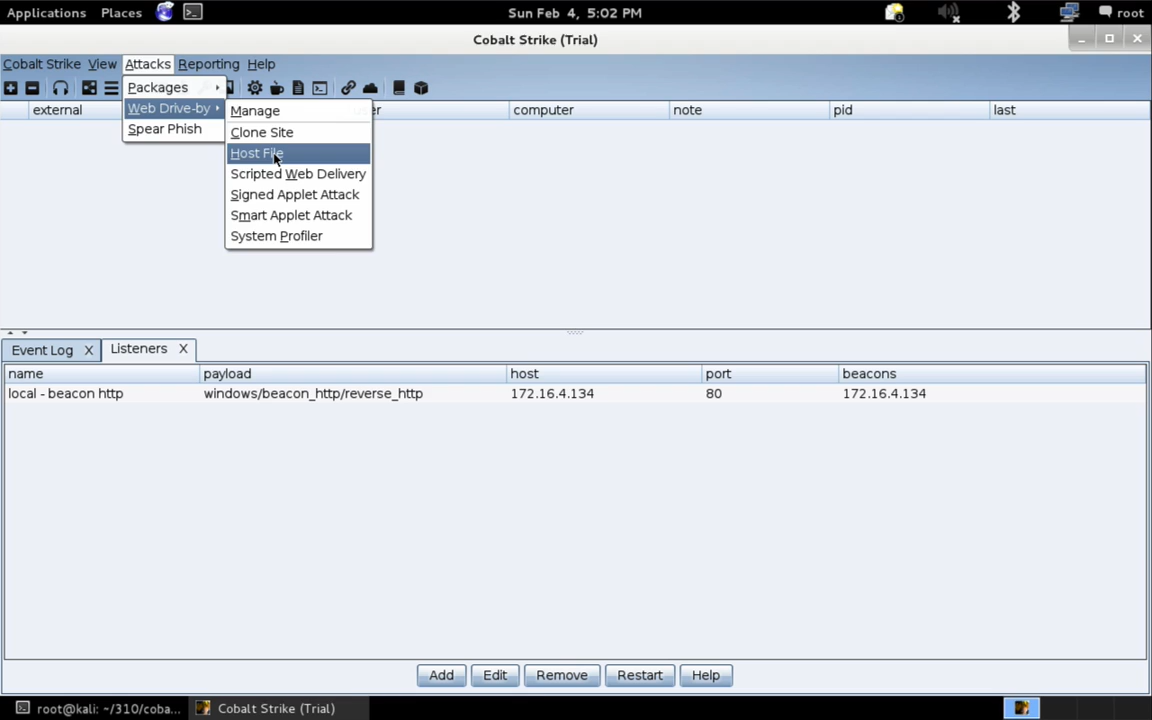 Applications Places Sun Feb 4, 5:02 PM root
Cobalt Strike (Trial)
Cobalt Strike View Attacks Reporting Help
Packages
Web Drive-by
Spear Phish
Manage
Clone Site
Host File
Scripted Web Delivery
Signed Applet Attack
Smart Applet Attack
System Profiler
external computer note pid last
Event Log X Listeners X
name payload host port beacons
local - beacon http windows/beacon_http/reverse_http 172.16.4.134 80 172.16.4.134
Add Edit Remove Restart Help
root@kali: ~/310/coba... Cobalt Strike (Trial)